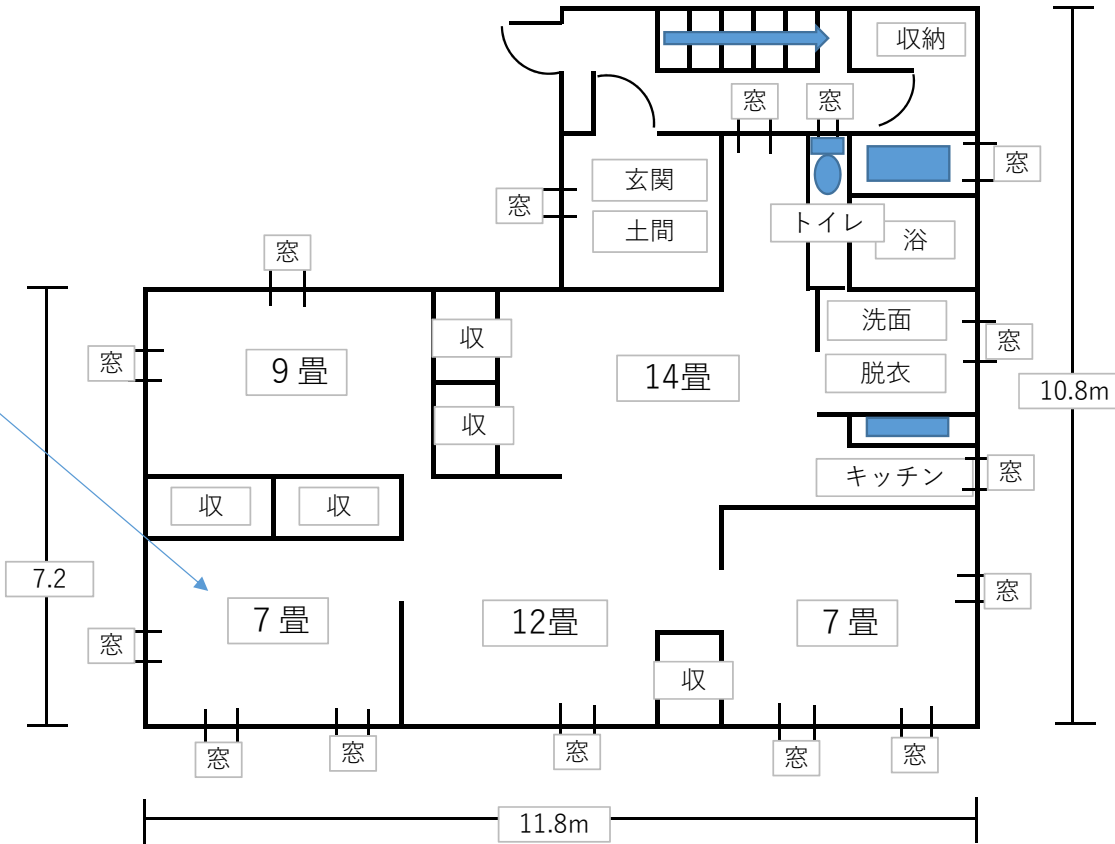 収納
窓
窓
窓
玄関
窓
土間
トイレ
浴
窓
洗面
窓
収
窓
9 畳
14畳
脱衣
10.8m
収
キッチン
窓
収
収
7.2
窓
7 畳
12畳
7 畳
窓
収
窓
窓
窓
窓
窓
11.8m